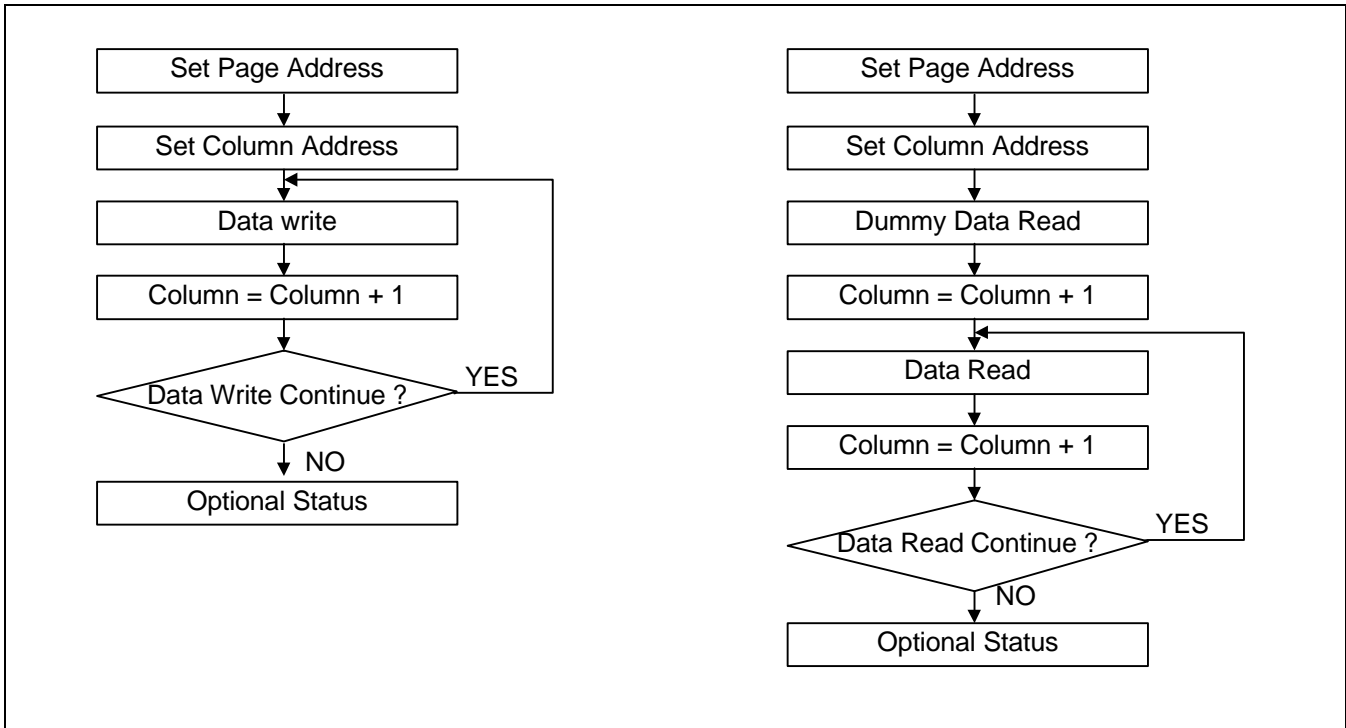 Set Page Address
Set Column Address
Data write
Column = Column + 1
Data Write Continue ?
YES
NO
Optional Status
Set Page Address
Set Column Address
Dummy Data Read
Column = Column + 1
Data Read
Column = Column + 1
Data Read Continue ?
YES
NO
Optional Status